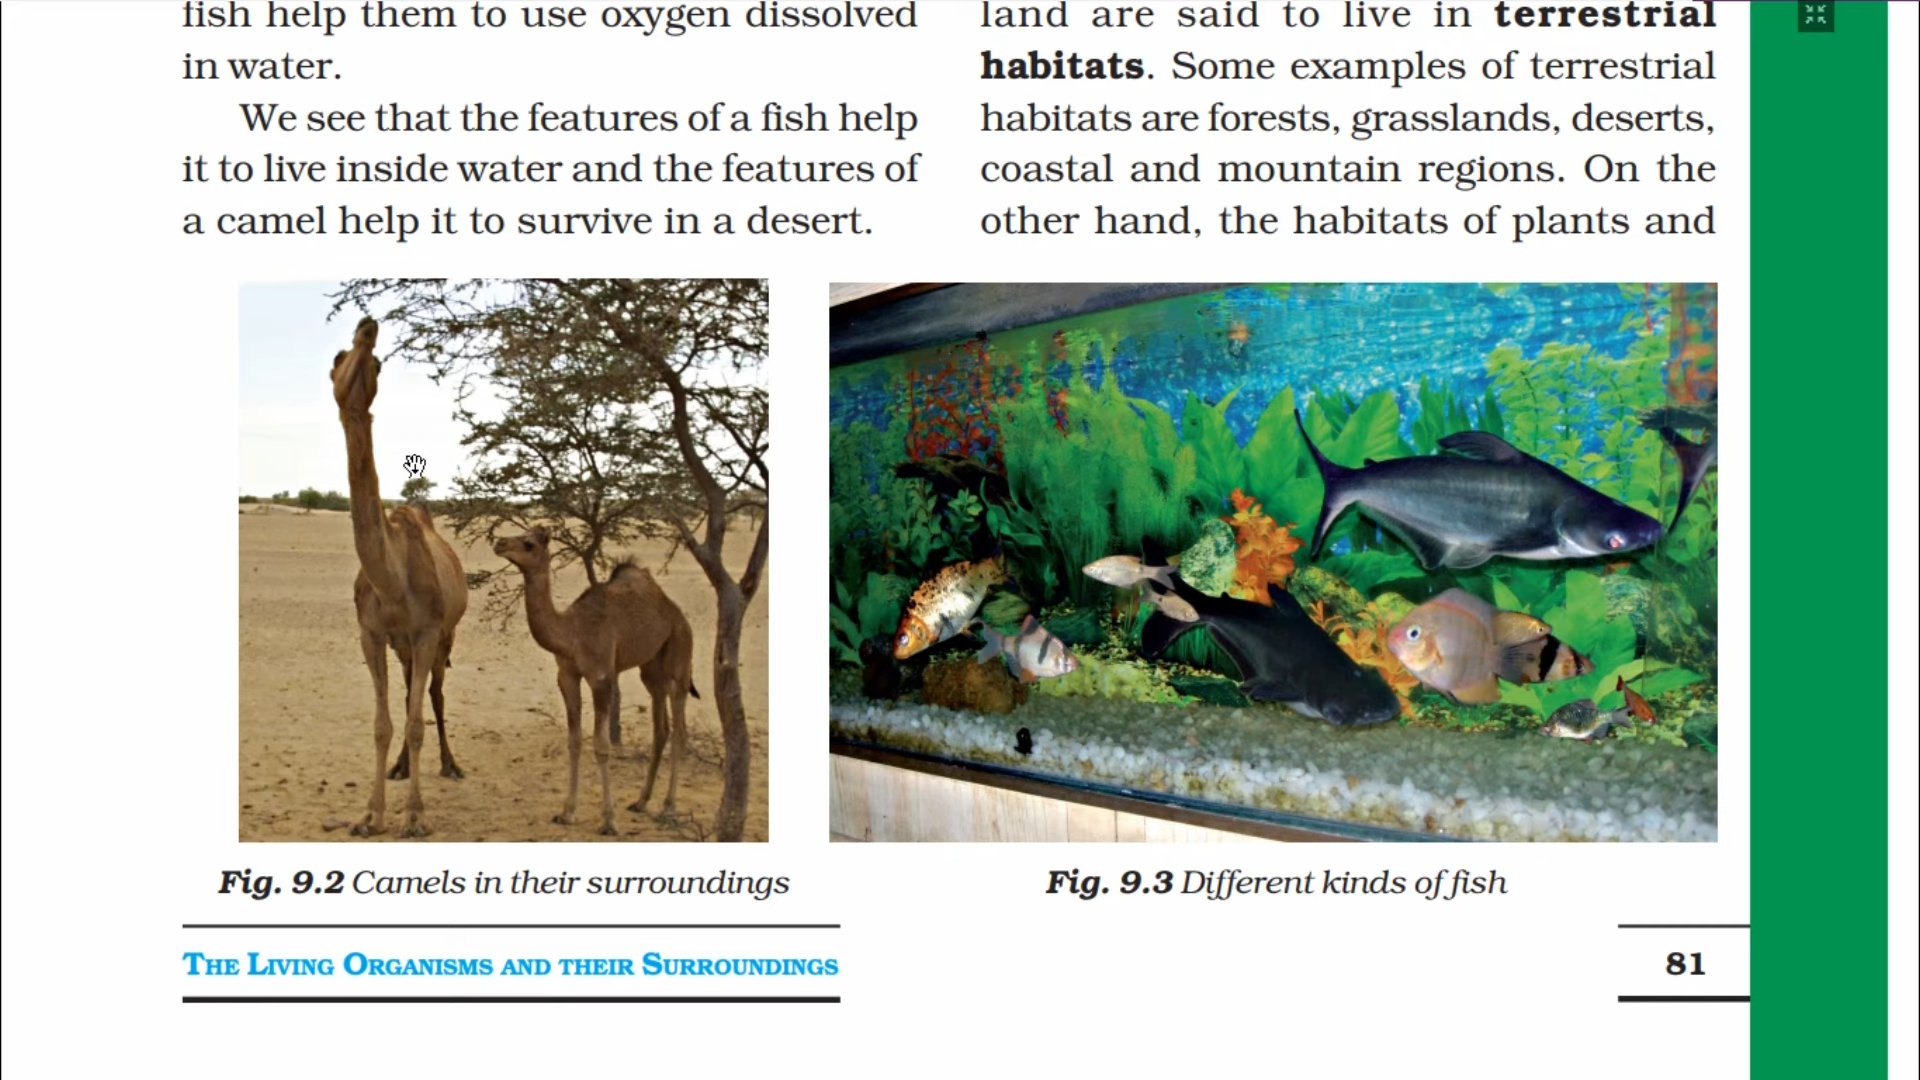 fish help them to use oxygen dissolved
in water.
We see that the features of a fish help
it to live inside water and the features of
a camel help it to survive in a desert.
land are said to live in terrestrial
habitats. Some examples of terrestrial
habitats are forests, grasslands, deserts,
coastal and mountain regions. On the
other hand, the habitats of plants and
Fig. 9.2 Camels in their surroundings
Fig. 9.3 Different kinds of fish
THE LIVING ORGANISMS AND THEIR SURROUNDINGS
81